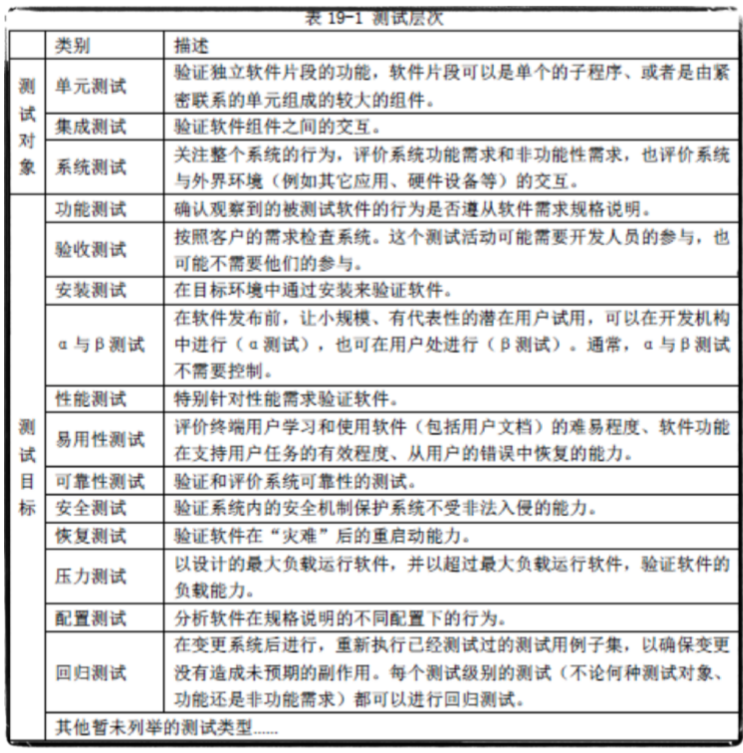 表 19-1 测试层次
类别 描述
测试对象
单元测试 验证独立软件片段的功能，软件片段可以是单个的子程序、或者是由紧
密联系的单元组成的较大的组件。
集成测试 验证软件组件之间的交互。
系统测试 关注整个系统的行为，评价系统功能需求和非功能性需求，也评价系统
与外界环境（例如其它应用、硬件设备等）的交互。
测试目标
功能测试 确认观察到的被测试软件的行为是否遵从软件需求规格说明。
验收测试 按照客户的需求检查系统。这个测试活动可能需要开发人员的参与，也
可能不需要他们的参与。
安装测试 在目标环境中通过安装来验证软件。
α与β测试 在软件发布前，让小规模、有代表性的潜在用户试用，可以在开发机构
中进行（α测试），也可在用户处进行（β测试）。通常，α与β测试
不需要控制。
性能测试 特别针对性能需求验证软件。
易用性测试 评价终端用户学习和使用软件（包括用户文档）的难易程度、软件功能
在支持用户任务的有效程度、从用户的错误中恢复的能力。
可靠性测试 验证和评价系统可靠性的测试。
安全测试 验证系统内的安全机制保护系统不受非法入侵的能力。
恢复测试 验证软件在“灾难”后的重启动能力。
压力测试 以设计的最大负载运行软件，并以超过最大负载运行软件，验证软件的
负载能力。
配置测试 分析软件在规格说明的不同配置下的行为。
回归测试 在变更系统后进行，重新执行已经测试过的测试用例子集，以确保变更
没有造成未预期的副作用。每个测试级别的测试（不论何种测试对象、
功能还是非功能需求）都可以进行回归测试。
其他暂未列举的测试类型……